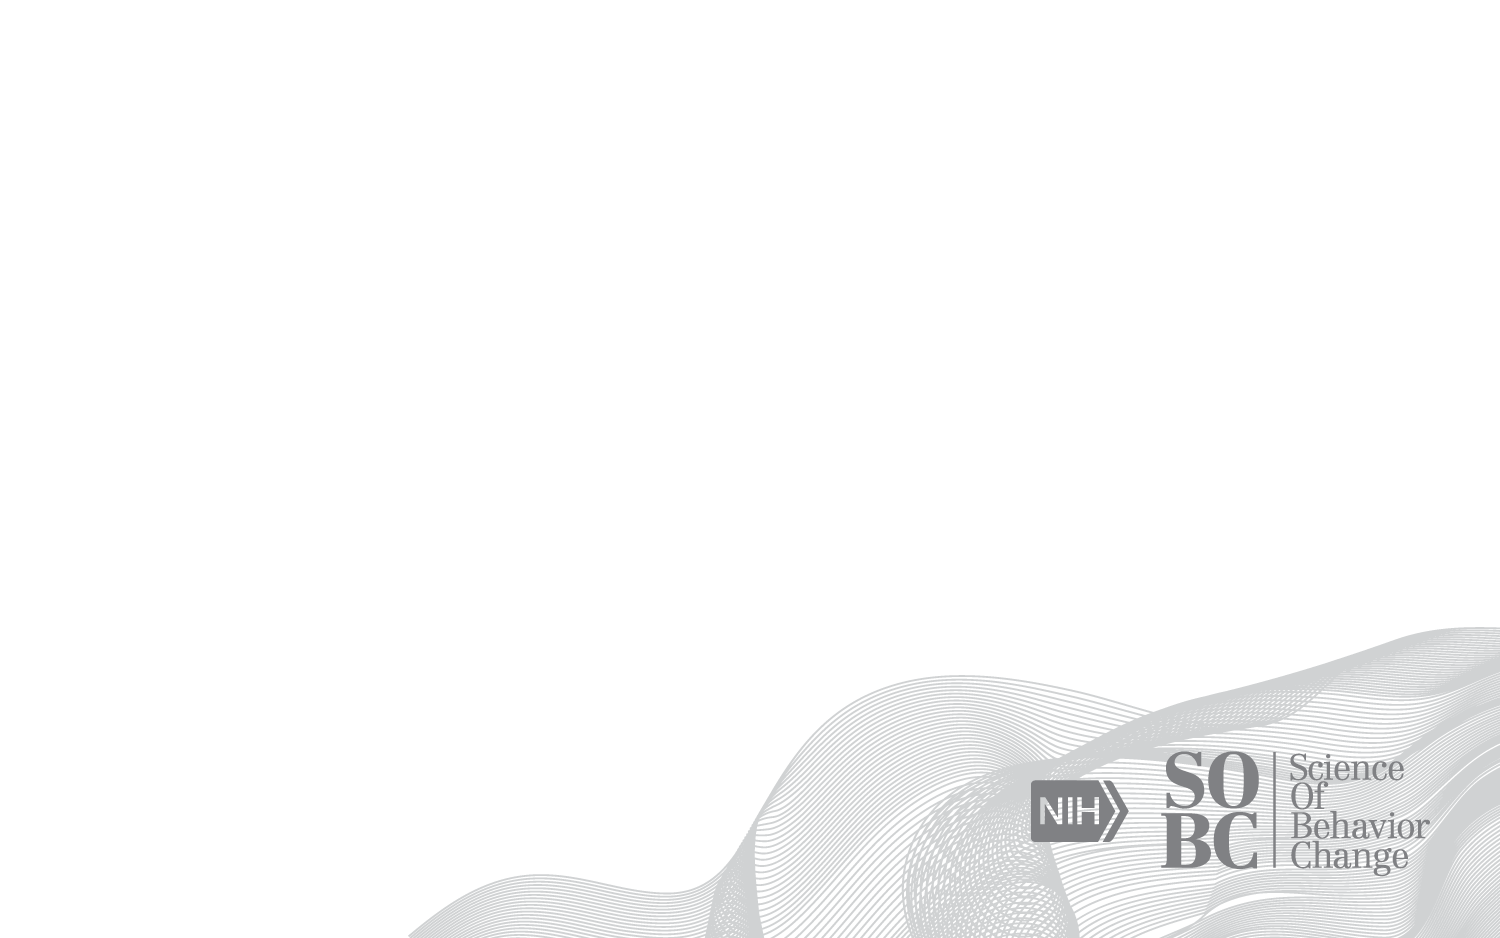 NIH
SO
BC
Science
Of
Behavior
Change